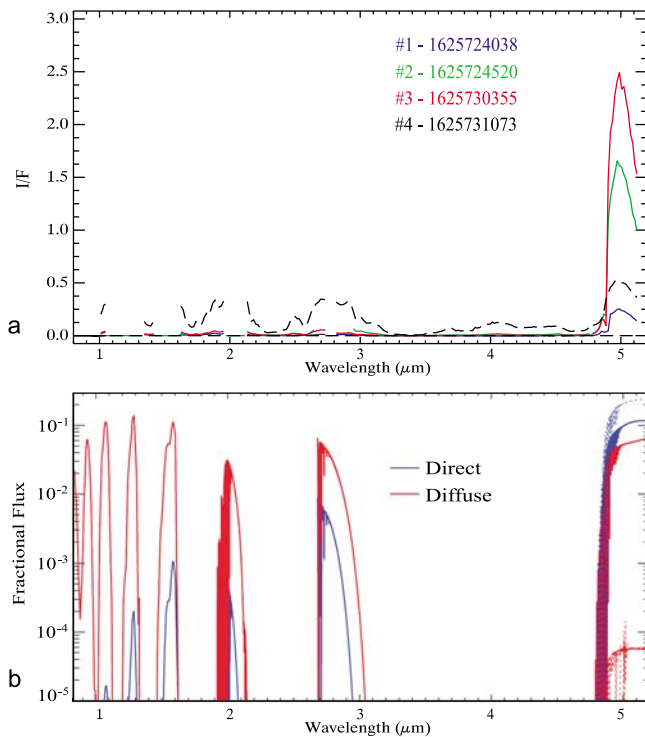 3.0
2.5
2.0
1.5
1.0
0.5
0.0
I/F
#1 - 1625724038
#2 - 1625724520
#3 - 1625730355
#4 - 1625731073
a
1 2 3 4 5
Wavelength (μm)
10-1
10-2
10-3
10-4
10-5
Fractional Flux
Direct
Diffuse
b
1 2 3 4 5
Wavelength (μm)